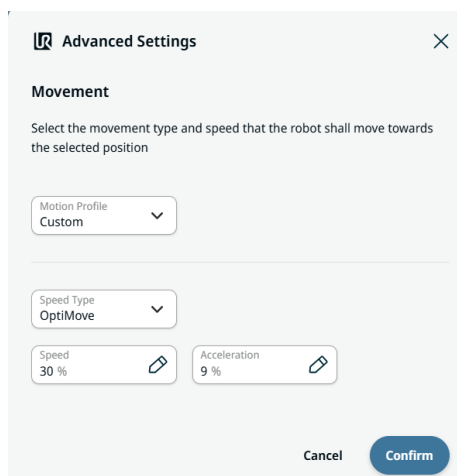 UR Advanced Settings
Movement
Select the movement type and speed that the robot shall move towards
the selected position
Motion Profile
Custom
Speed Type
OptiMove
Speed
30 %
Acceleration
9 %
Cancel
Confirm